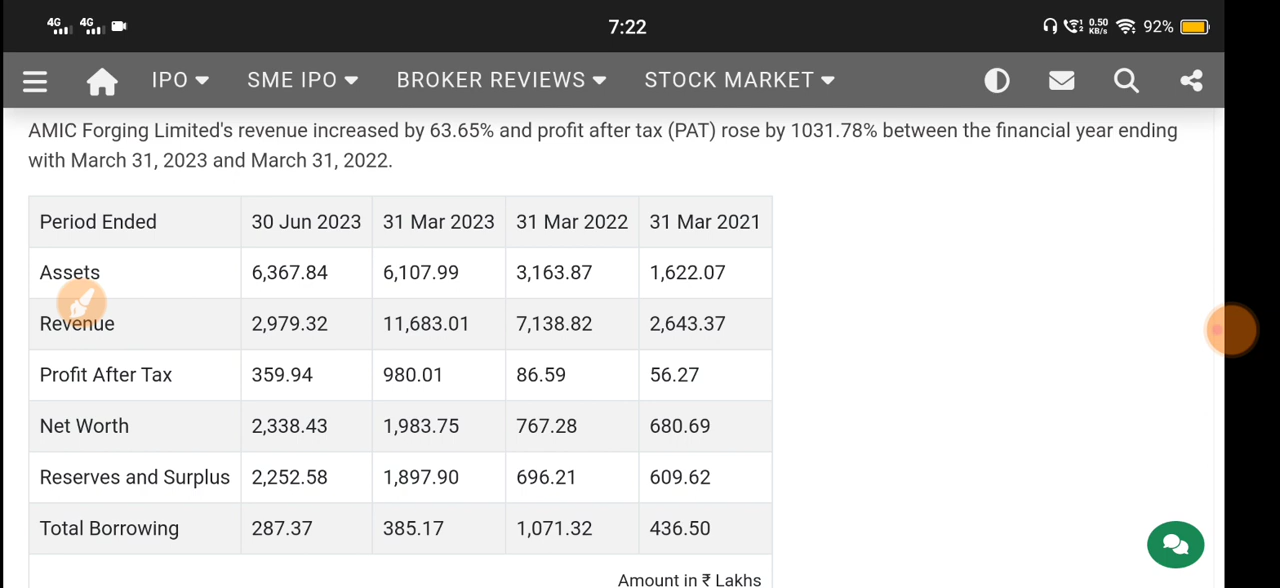 4G 4G 7:22 2 0.50 KB/s 92%
IPO SME IPO BROKER REVIEWS STOCK MARKET
AMIC Forging Limited's revenue increased by 63.65% and profit after tax (PAT) rose by 1031.78% between the financial year ending
with March 31, 2023 and March 31, 2022.
Period Ended 30 Jun 2023 31 Mar 2023 31 Mar 2022 31 Mar 2021
Assets 6,367.84 6,107.99 3,163.87 1,622.07
Revenue 2,979.32 11,683.01 7,138.82 2,643.37
Profit After Tax 359.94 980.01 86.59 56.27
Net Worth 2,338.43 1,983.75 767.28 680.69
Reserves and Surplus 2,252.58 1,897.90 696.21 609.62
Total Borrowing 287.37 385.17 1,071.32 436.50
Amount in ₹ Lakhs